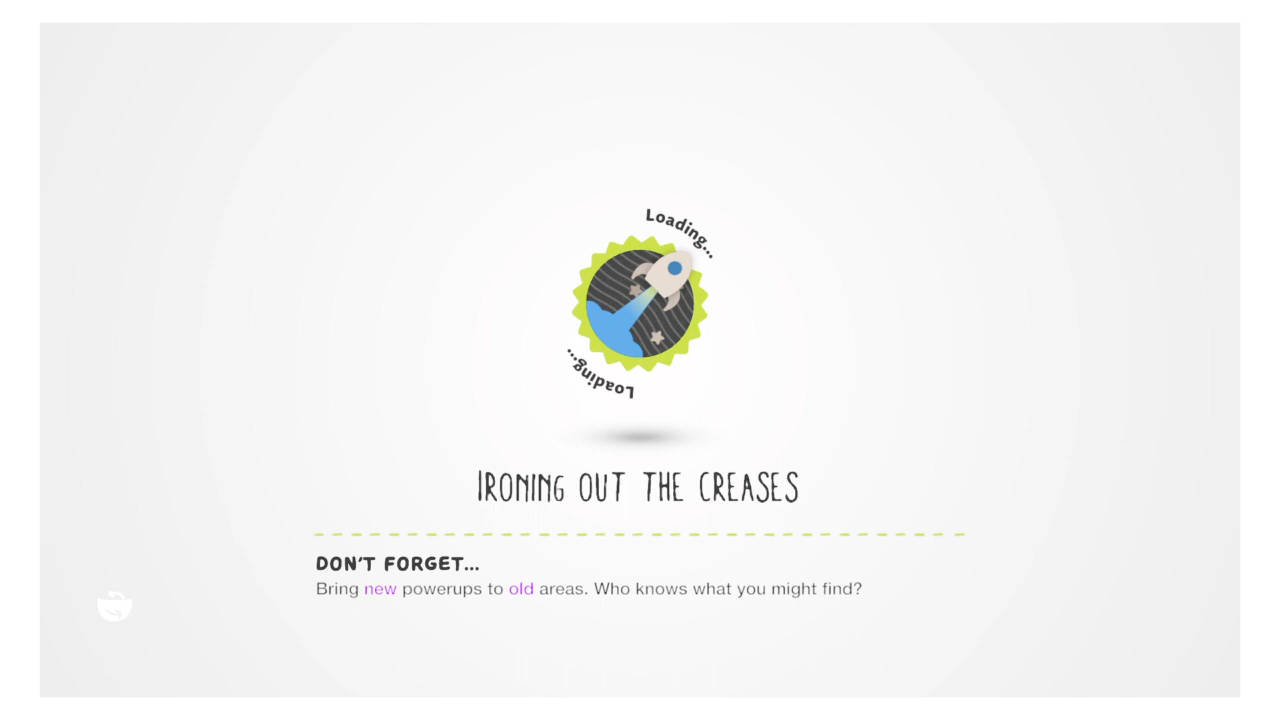 Loading...
Loading...
IRONING OUT THE CREASES
DON'T FORGET...
Bring new powerups to old areas. Who knows what you might find?